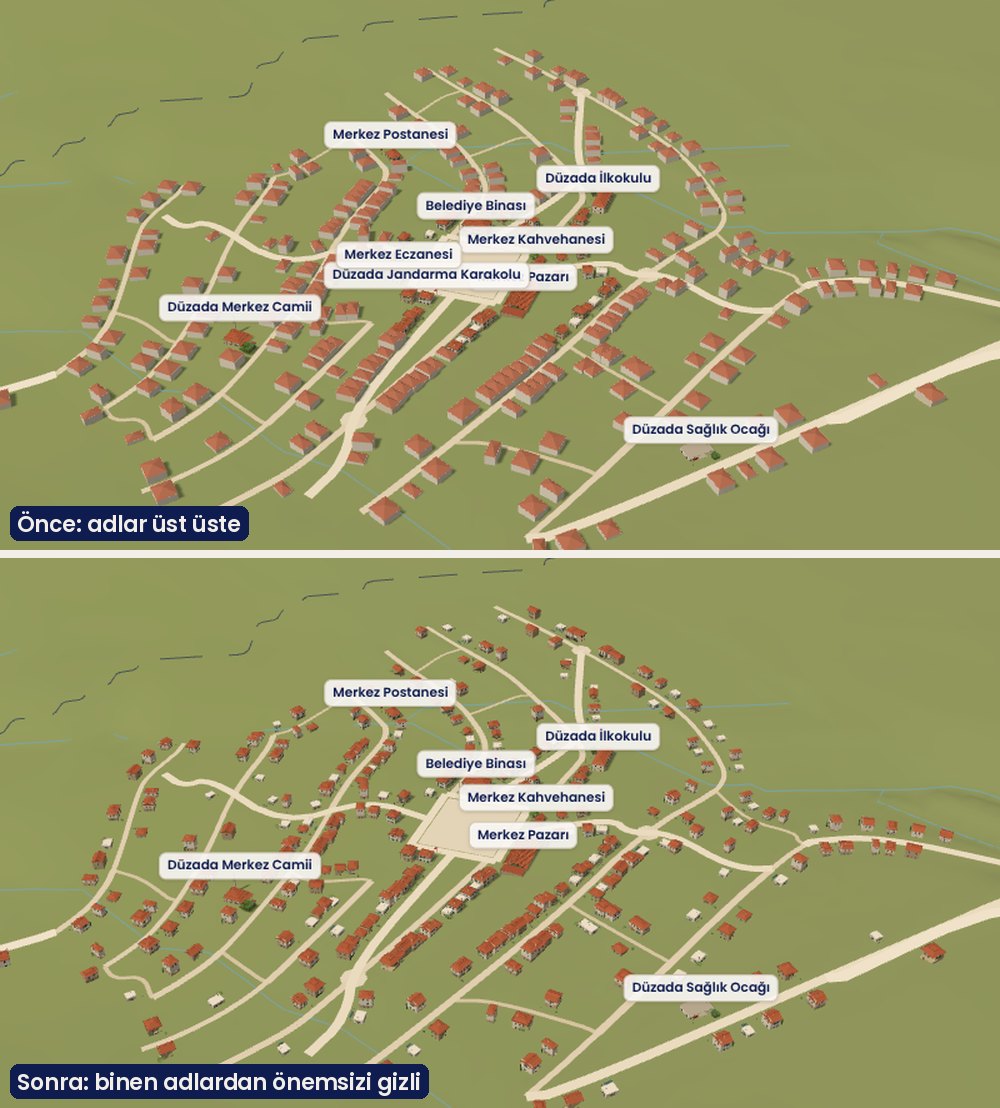 Merkez Postanesi
Düzada İlkokulu
Belediye Binası
Merkez Kahvehanesi
Merkez Eczanesi
Düzada Jandarma Karakolu
Pazarı
Düzada Merkez Camii
Düzada Sağlık Ocağı
Önce: adlar üst üste
Merkez Postanesi
Düzada İlkokulu
Belediye Binası
Merkez Kahvehanesi
Merkez Pazarı
Düzada Merkez Camii
Düzada Sağlık Ocağı
Sonra: binen adlardan önemsizi gizli